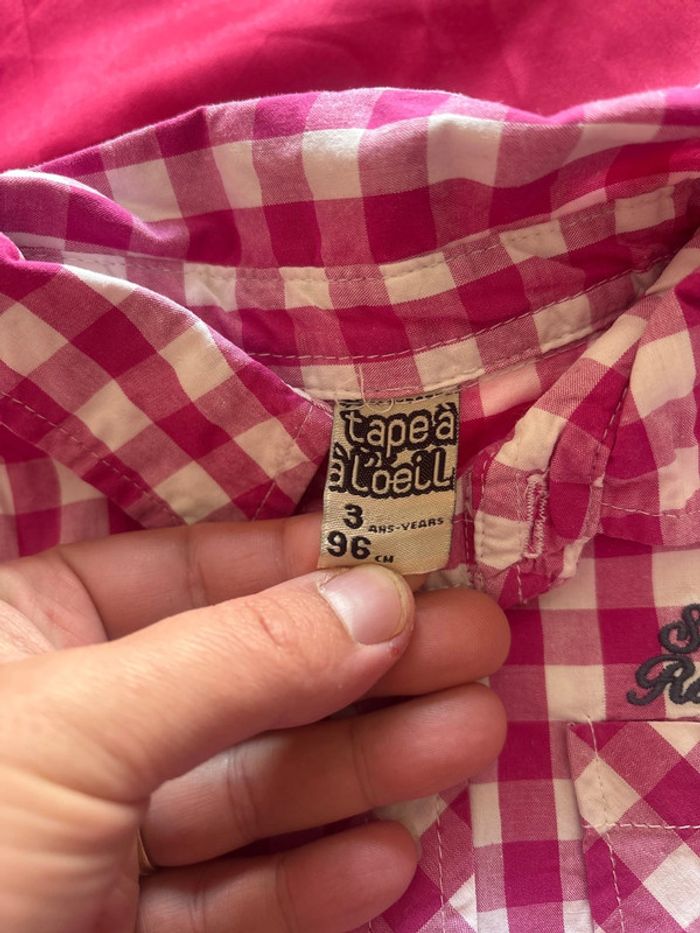 tape à
à l'oeil
3 ANS-YEARS
96 CM